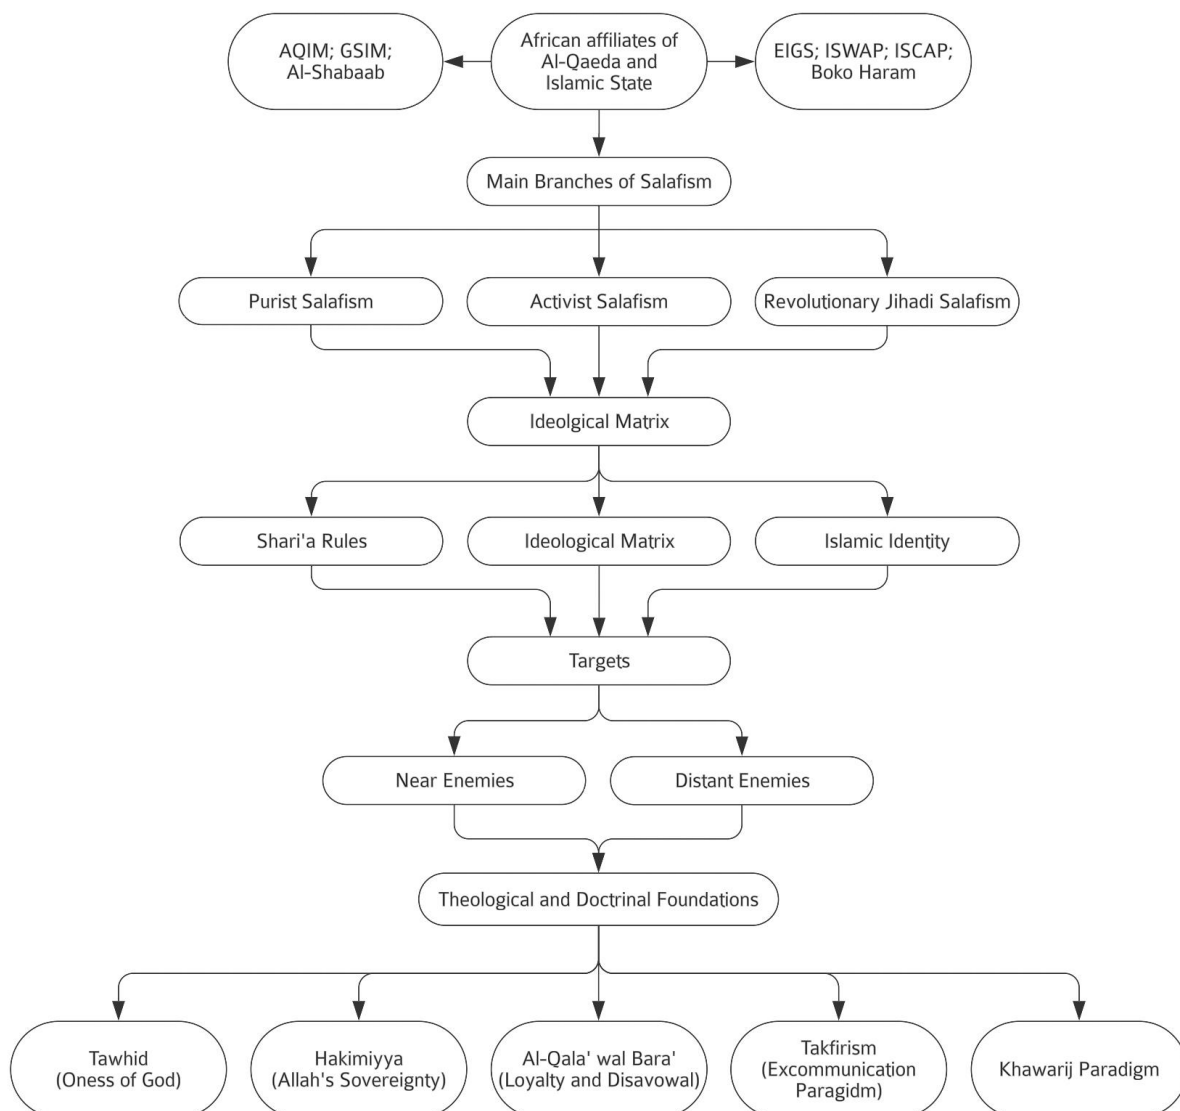 AQIM; GSIM;
Al-Shabaab
African affiliates of
Al-Qaeda and
Islamic State
EIGS; ISWAP; ISCAP;
Boko Haram
Main Branches of Salafism
Purist Salafism
Activist Salafism
Revolutionary Jihadi Salafism
Ideolgical Matrix
Shari'a Rules
Ideological Matrix
Islamic Identity
Targets
Near Enemies
Distant Enemies
Theological and Doctrinal Foundations
Tawhid
(Oness of God)
Hakimiyya
(Allah's Sovereignty)
Al-Qala' wal Bara'
(Loyalty and Disavowal)
Takfirism
(Excommunication
Paragidm)
Khawarij Paradigm